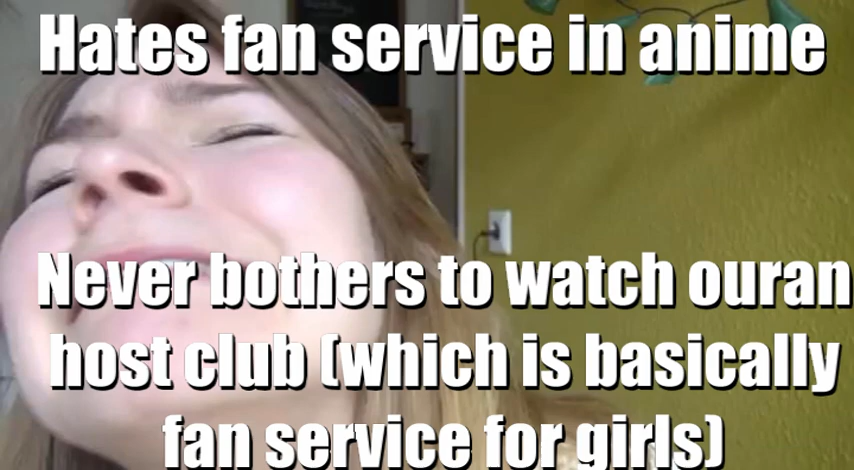 Hates fan service in anime
Never bothers to watch ouran
host club (which is basically
fan service for girls)